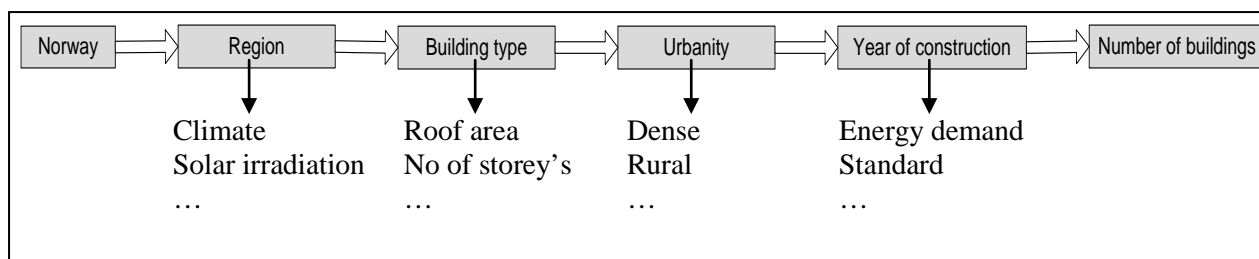 Norway
Region
Building type
Urbanity
Year of construction
Number of buildings
Climate
Solar irradiation
…
Roof area
No of storey’s
…
Dense
Rural
…
Energy demand
Standard
…